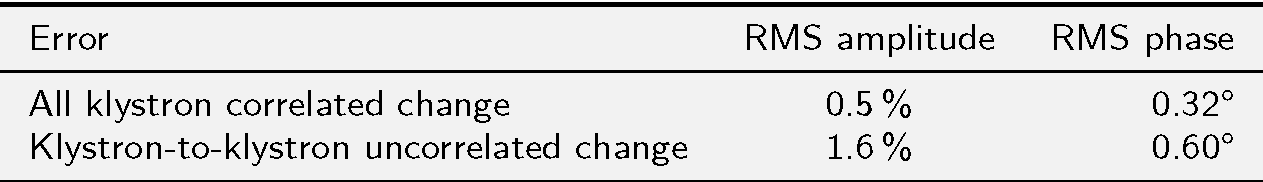 Error RMS amplitude RMS phase
All klystron correlated change 0.5 % 0.32°
Klystron-to-klystron uncorrelated change 1.6 % 0.60°